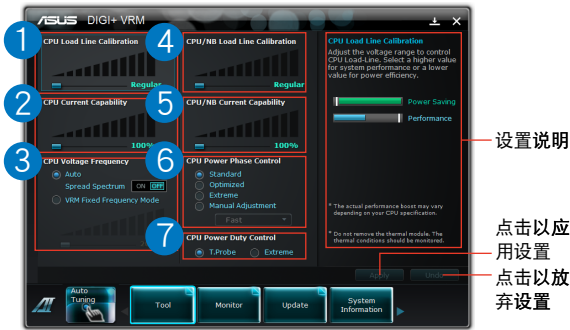 ASUS DIGI+ VRM
1
CPU Load Line Calibration
Regular
4
CPU/NB Load Line Calibration
Regular
2
CPU Current Capability
100%
5
CPU/NB Current Capability
100%
3
CPU Voltage Frequency
Auto
Spread Spectrum ON OFF
VRM Fixed Frequency Mode
6
CPU Power Phase Control
Standard
Optimized
Extreme
Manual Adjustment
Fast
7
CPU Power Duty Control
T.Probe Extreme
CPU Load Line Calibration
Adjust the voltage range to control
CPU Load-Line. Select a higher value
for system performance or a lower
value for power efficiency.
Power Saving
Performance
* The actual performance boost may vary
depending on your CPU specification.
* Do not remove the thermal module. The
thermal conditions should be monitored.
Apply Undo
Auto
Tuning
Tool
Monitor
Update
System
Information
设置说明
点击以应
用设置
点击以放
弃设置